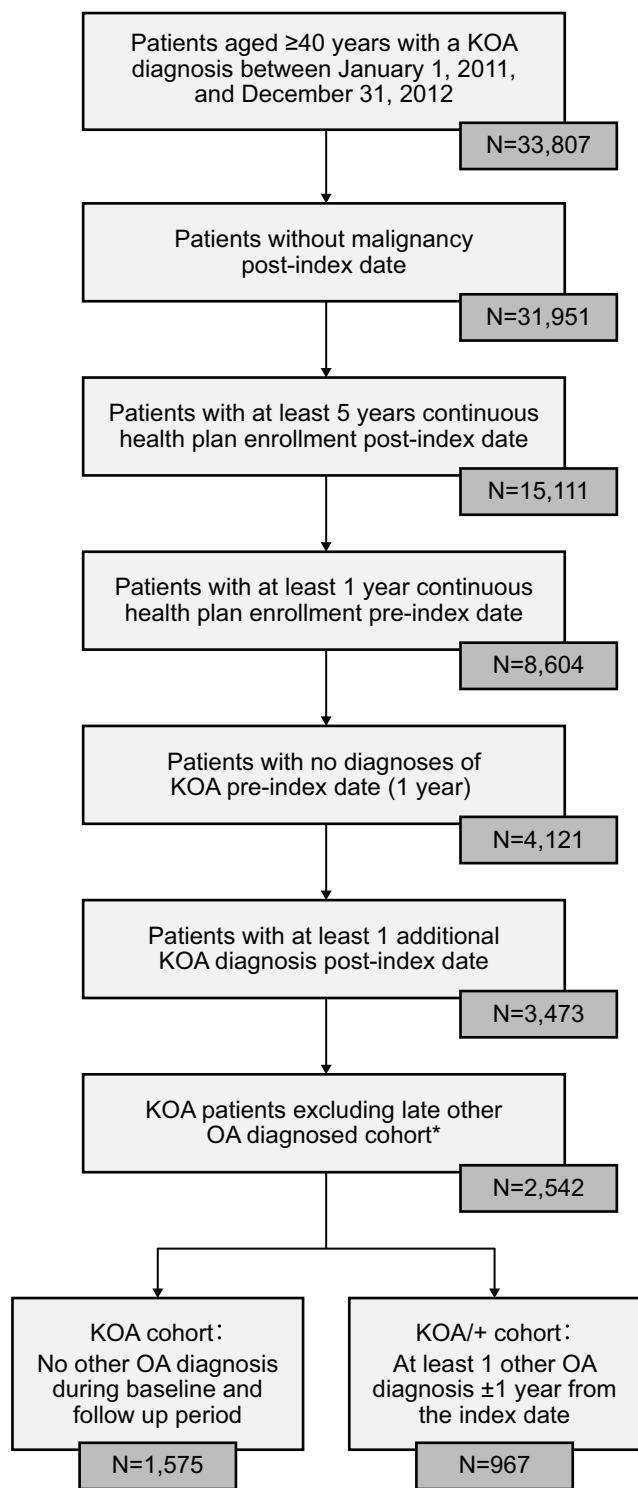 Patients aged ≥40 years with a KOA
diagnosis between January 1, 2011,
and December 31, 2012
N=33,807
Patients without malignancy
post-index date
N=31,951
Patients with at least 5 years continuous
health plan enrollment post-index date
N=15,111
Patients with at least 1 year continuous
health plan enrollment pre-index date
N=8,604
Patients with no diagnoses of
KOA pre-index date (1 year)
N=4,121
Patients with at least 1 additional
KOA diagnosis post-index date
N=3,473
KOA patients excluding late other
OA diagnosed cohort*
N=2,542
KOA cohort:
No other OA diagnosis
during baseline and
follow up period
N=1,575
KOA/+ cohort:
At least 1 other OA
diagnosis ±1 year from
the index date
N=967